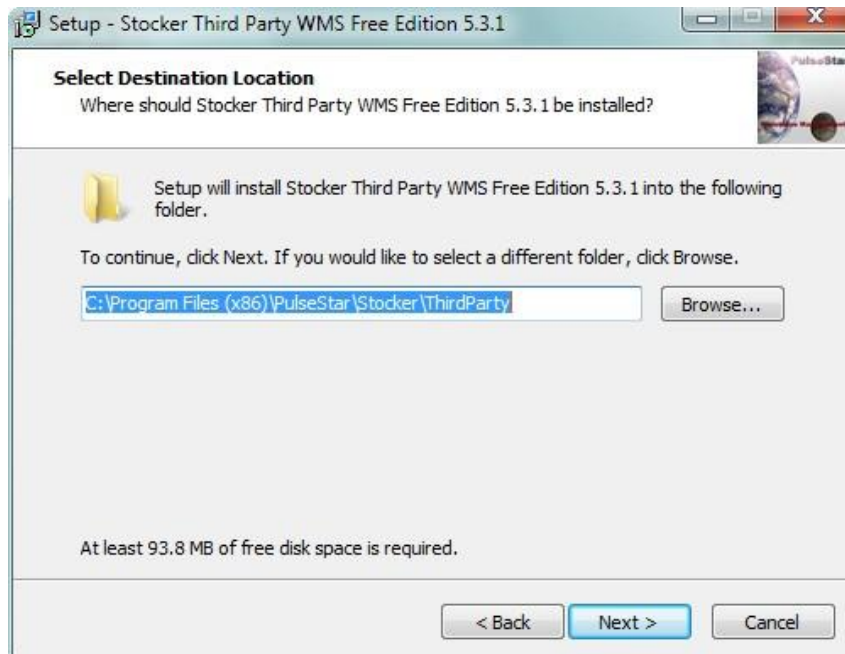 Setup - Stocker Third Party WMS Free Edition 5.3.1
Select Destination Location
Where should Stocker Third Party WMS Free Edition 5.3.1 be installed?
PulseStar
Setup will install Stocker Third Party WMS Free Edition 5.3.1 into the following
folder.
To continue, click Next. If you would like to select a different folder, click Browse.
C:\Program Files (x86)\PulseStar\Stocker\ThirdParty
Browse...
At least 93.8 MB of free disk space is required.
< Back
Next >
Cancel